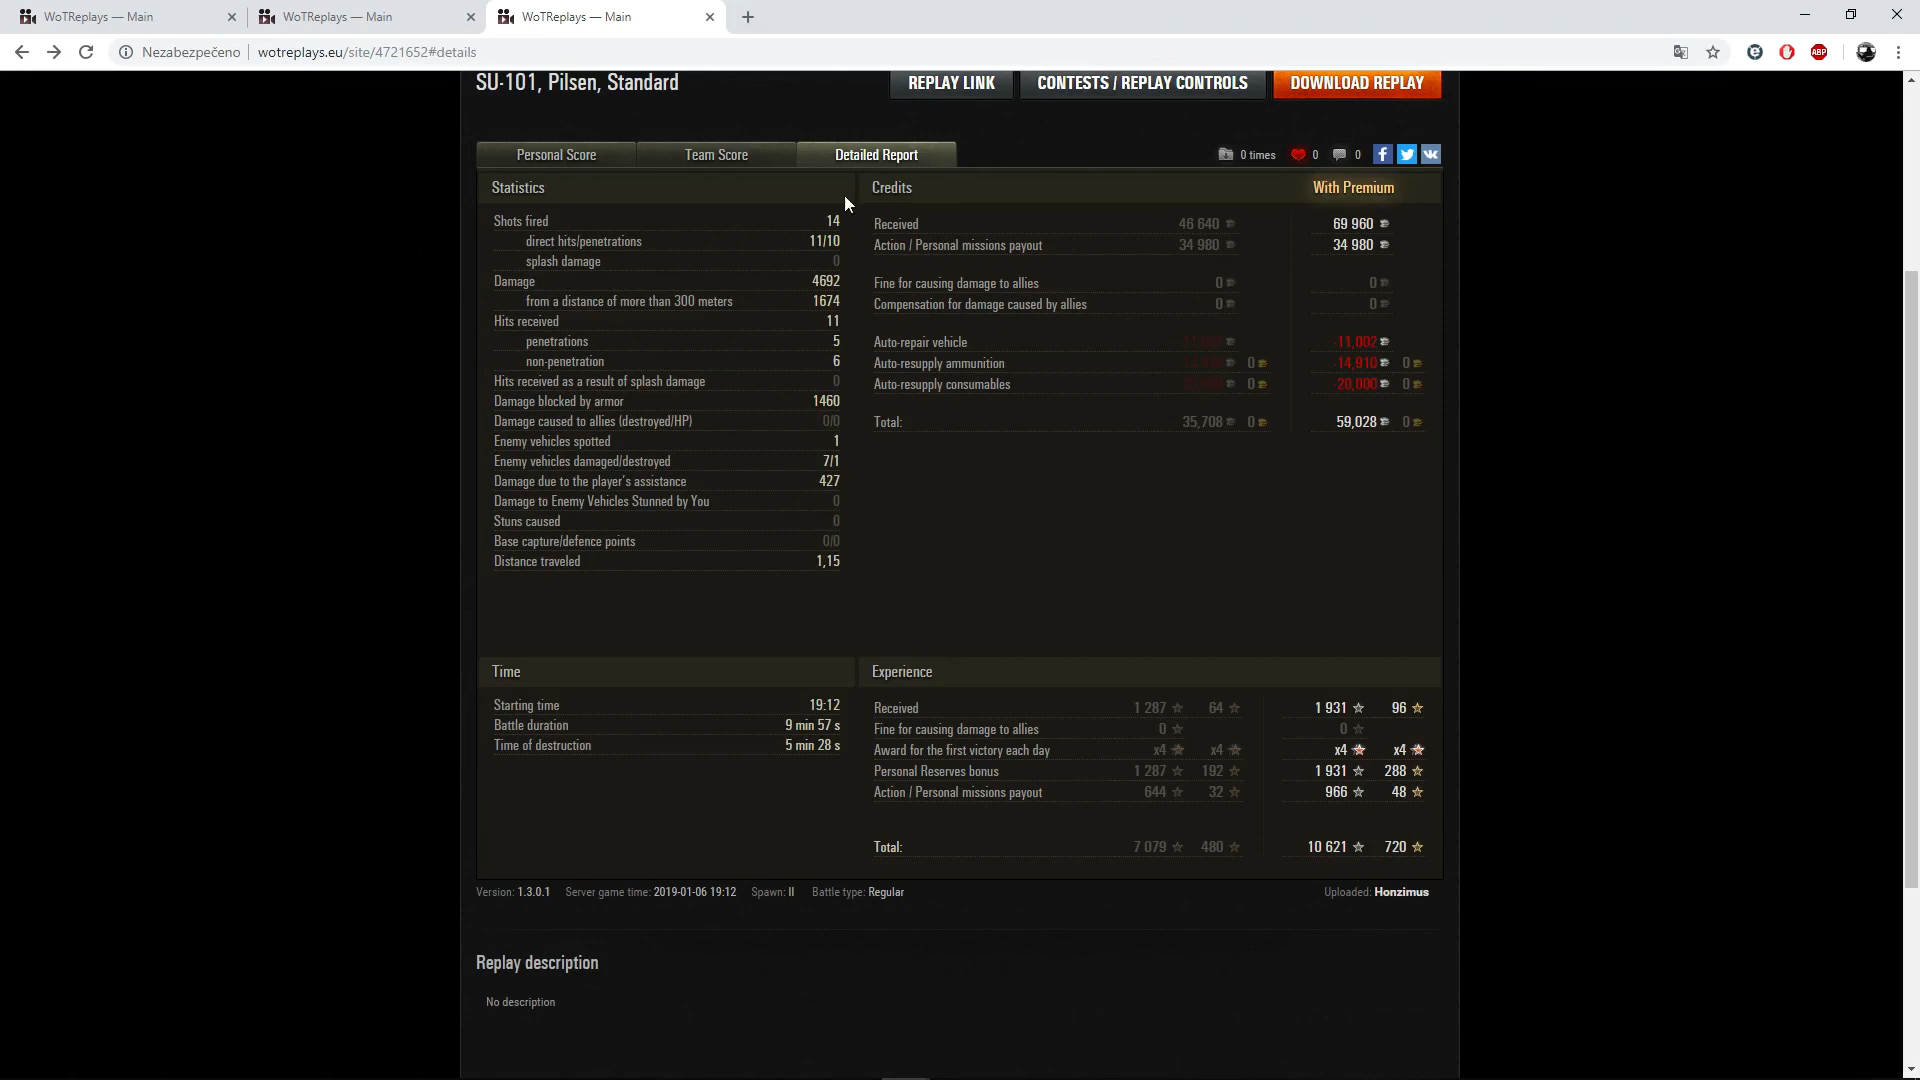 WoTReplays — Main
WoTReplays — Main
WoTReplays — Main
Nezabezpečeno wotreplays.eu/site/4721652#details
ABP
SU-101, Pilsen, Standard
REPLAY LINK
CONTESTS / REPLAY CONTROLS
DOWNLOAD REPLAY
Personal Score
Team Score
Detailed Report
0 times 0 0
Statistics
Shots fired 14
direct hits/penetrations 11/10
splash damage 0
Damage 4692
from a distance of more than 300 meters 1674
Hits received 11
penetrations 5
non-penetration 6
Hits received as a result of splash damage 0
Damage blocked by armor 1460
Damage caused to allies (destroyed/HP) 0/0
Enemy vehicles spotted 1
Enemy vehicles damaged/destroyed 7/1
Damage due to the player's assistance 427
Damage to Enemy Vehicles Stunned by You 0
Stuns caused 0
Base capture/defence points 0/0
Distance traveled 1,15
Credits With Premium
Received 46 640 69 960
Action / Personal missions payout 34 980 34 980
Fine for causing damage to allies 0 0
Compensation for damage caused by allies 0 0
Auto-repair vehicle -11,002
Auto-resupply ammunition 0 -14,910 0
Auto-resupply consumables 0 -20,000 0
Total: 35,708 0 59,028 0
Time
Starting time 19:12
Battle duration 9 min 57 s
Time of destruction 5 min 28 s
Experience
Received 1 287 64 1 931 96
Fine for causing damage to allies 0 0
Award for the first victory each day x4 x4 x4 x4
Personal Reserves bonus 1 287 192 1 931 288
Action / Personal missions payout 644 32 966 48
Total: 7 079 480 10 621 720
Version: 1.3.0.1 Server game time: 2019-01-06 19:12 Spawn: II Battle type: Regular Uploaded: Honzimus
Replay description
No description